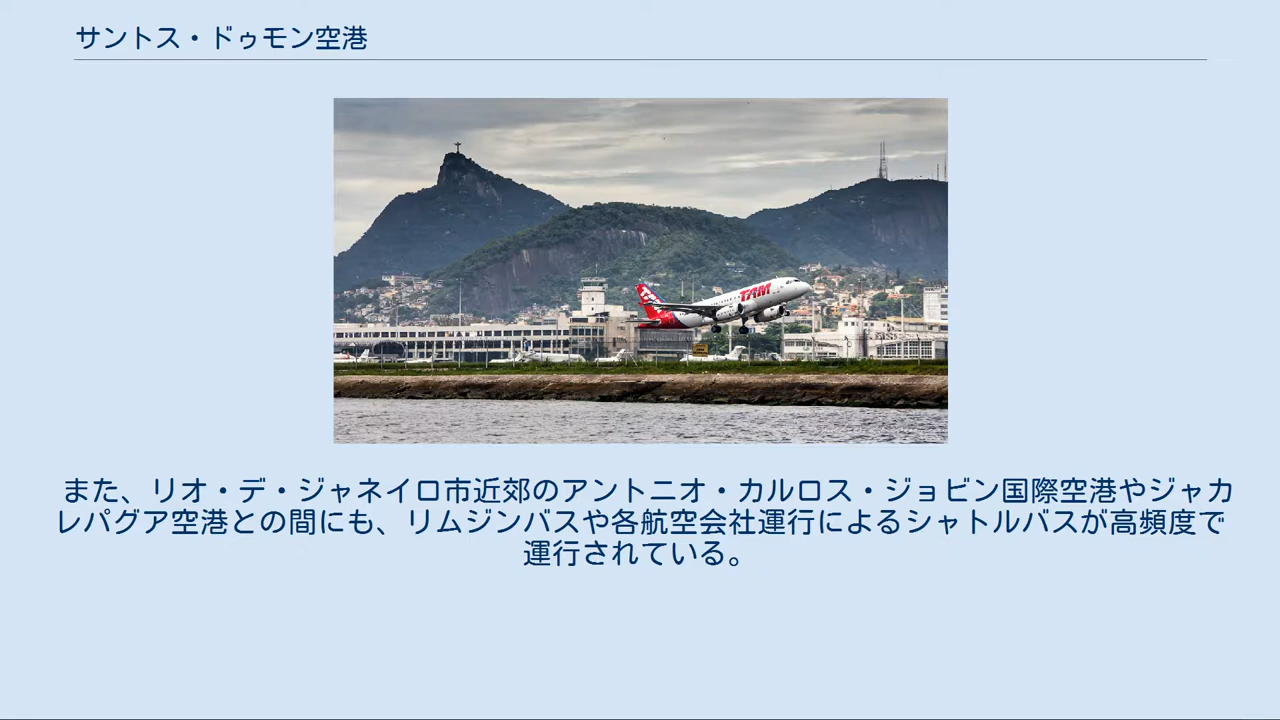 サントス・ドゥモン空港
TAM
また、リオ・デ・ジャネイロ市近郊のアントニオ・カルロス・ジョビン国際空港やジャカ
レパグア空港との間にも、リムジンバスや各航空会社運行によるシャトルバスが高頻度で
運行されている。